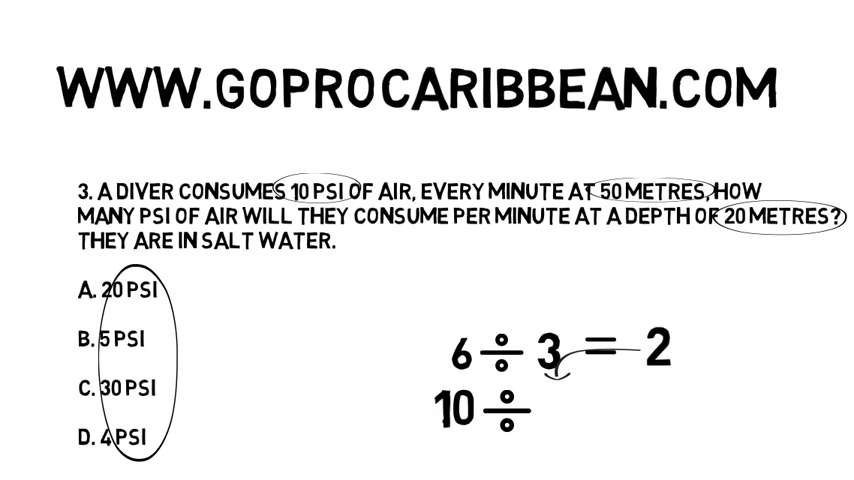 WWW.GOPROCARIBBEAN.COM
3. A DIVER CONSUMES 10 PSI OF AIR, EVERY MINUTE AT 50 METRES, HOW
MANY PSI OF AIR WILL THEY CONSUME PER MINUTE AT A DEPTH OF 20 METRES?
THEY ARE IN SALT WATER.
A. 20 PSI
B. 5 PSI
C. 30 PSI
D. 4 PSI
6 ÷ 3 = 2
10 ÷